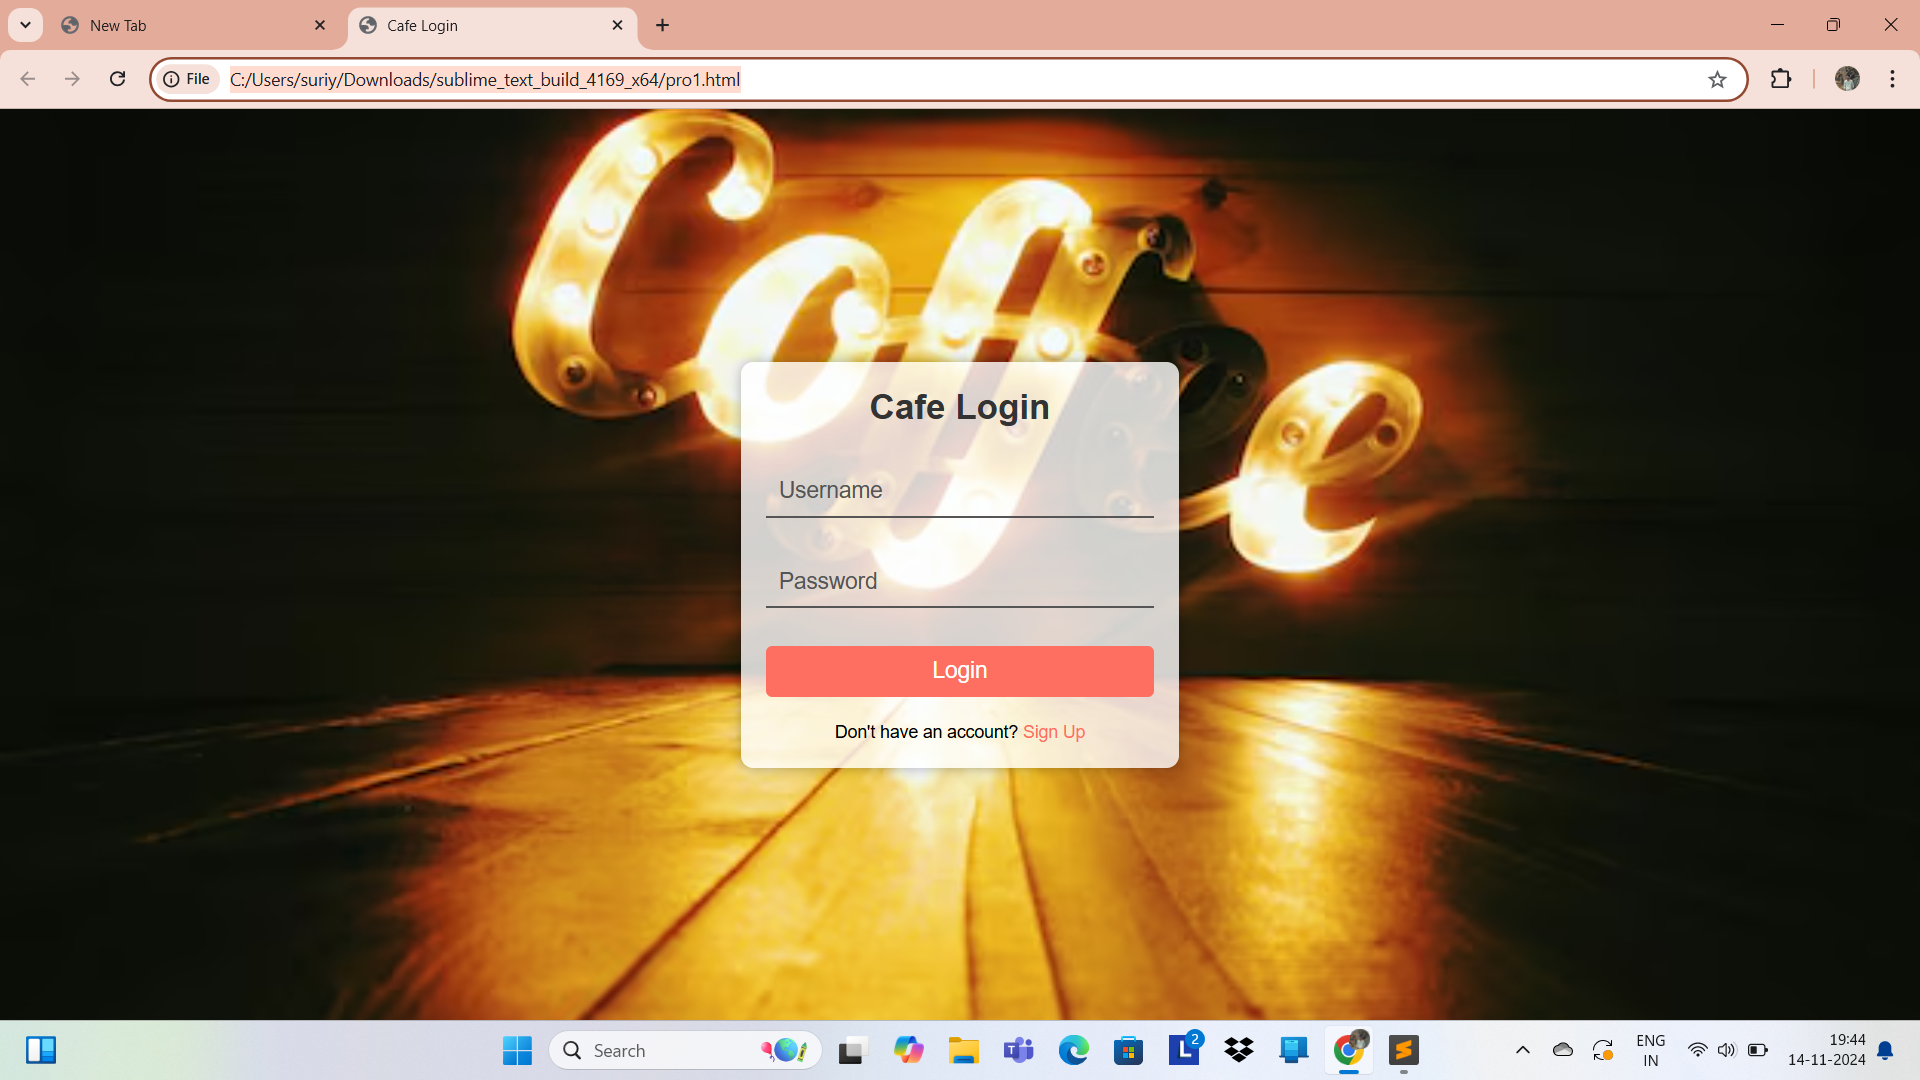 New Tab
Cafe Login
File
C:/Users/suriy/Downloads/sublime_text_build_4169_x64/pro1.html
Coffee
Cafe Login
Username
Password
Login
Don't have an account? Sign Up
Search
L
2
ENG
IN
19:44
14-11-2024